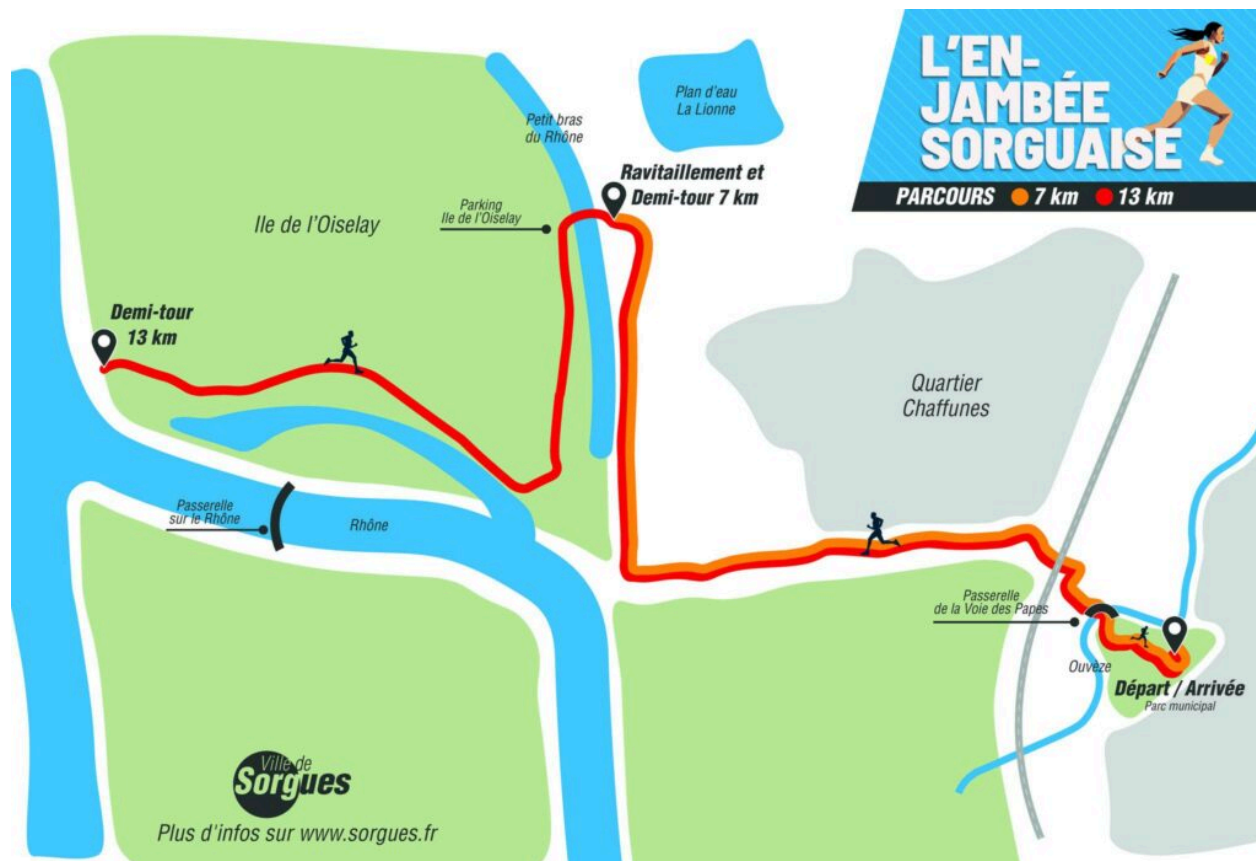 L'EN-
JAMBÉE
SORGUAISE
PARCOURS 7 km 13 km
Plan d'eau
La Lionne
Petit bras
du Rhône
Ravitaillement et
Demi-tour 7 km
Parking
Ile de l'Oiselay
Ile de l'Oiselay
Demi-tour
13 km
Quartier
Chaffunes
Passerelle
sur le Rhône
Rhône
Passerelle
de la Voie des Papes
Ouvèze
Départ / Arrivée
Parc municipal
Ville de
Sorgues
Plus d'infos sur www.sorgues.fr